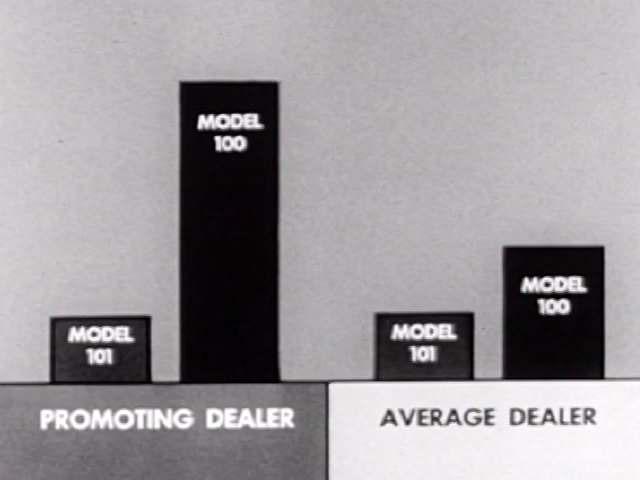 MODEL
100
MODEL
101
PROMOTING DEALER
MODEL
100
MODEL
101
AVERAGE DEALER